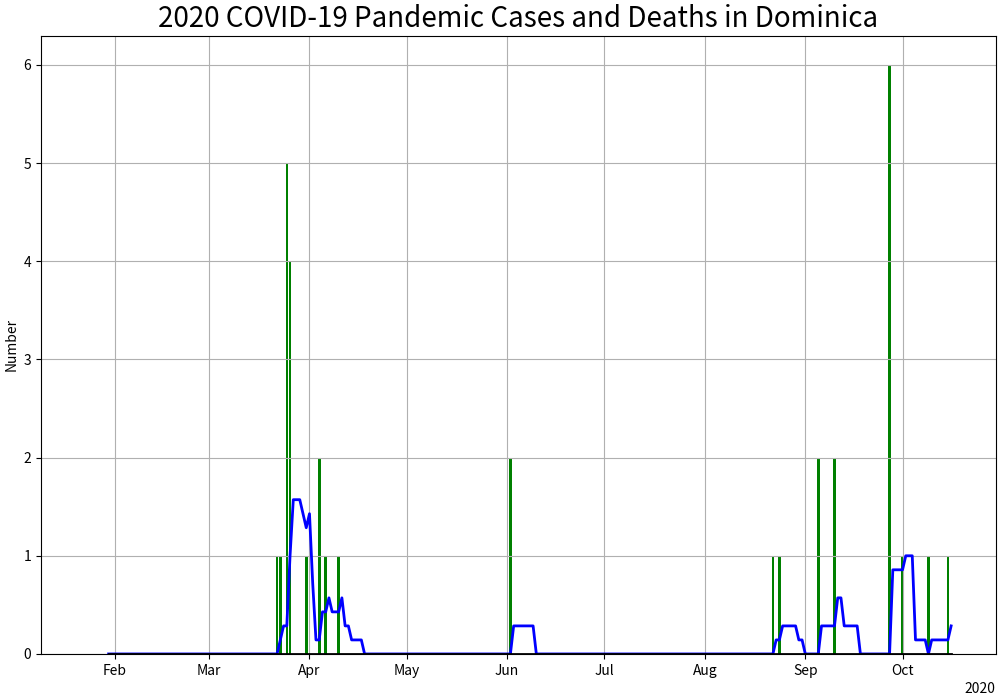 2020 COVID-19 Pandemic Cases and Deaths in Dominica
Number
6
5
4
3
2
1
0
Feb Mar Apr May Jun Jul Aug Sep Oct
2020